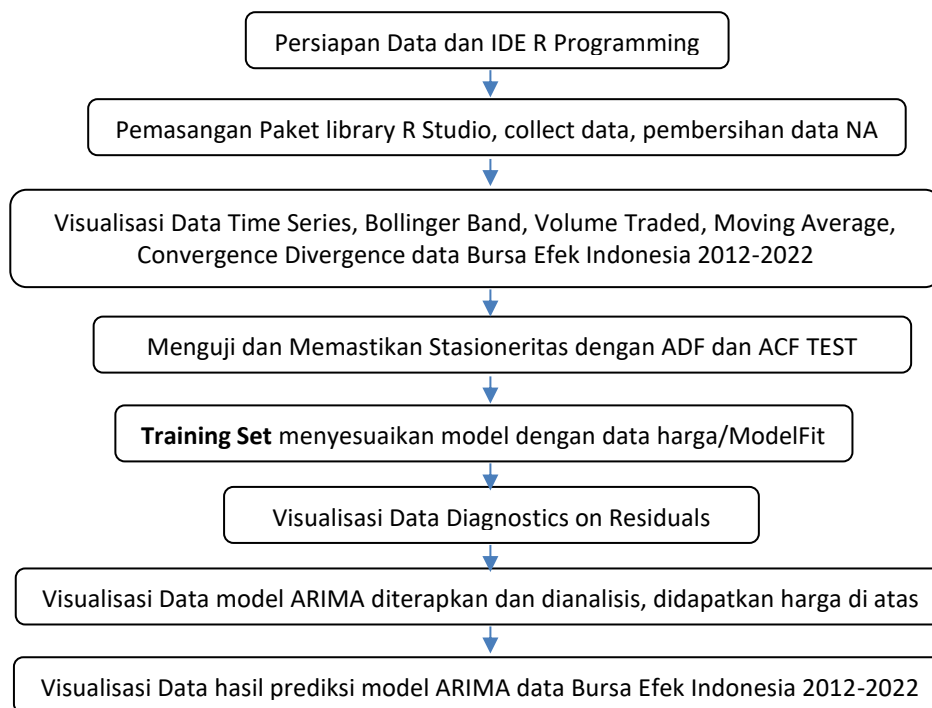 Persiapan Data dan IDE R Programming
Pemasangan Paket library R Studio, collect data, pembersihan data NA
Visualisasi Data Time Series, Bollinger Band, Volume Traded, Moving Average,
Convergence Divergence data Bursa Efek Indonesia 2012-2022
Menguji dan Memastikan Stasioneritas dengan ADF dan ACF TEST
Training Set menyesuaikan model dengan data harga/ModelFit
Visualisasi Data Diagnostics on Residuals
Visualisasi Data model ARIMA diterapkan dan dianalisis, didapatkan harga di atas
Visualisasi Data hasil prediksi model ARIMA data Bursa Efek Indonesia 2012-2022